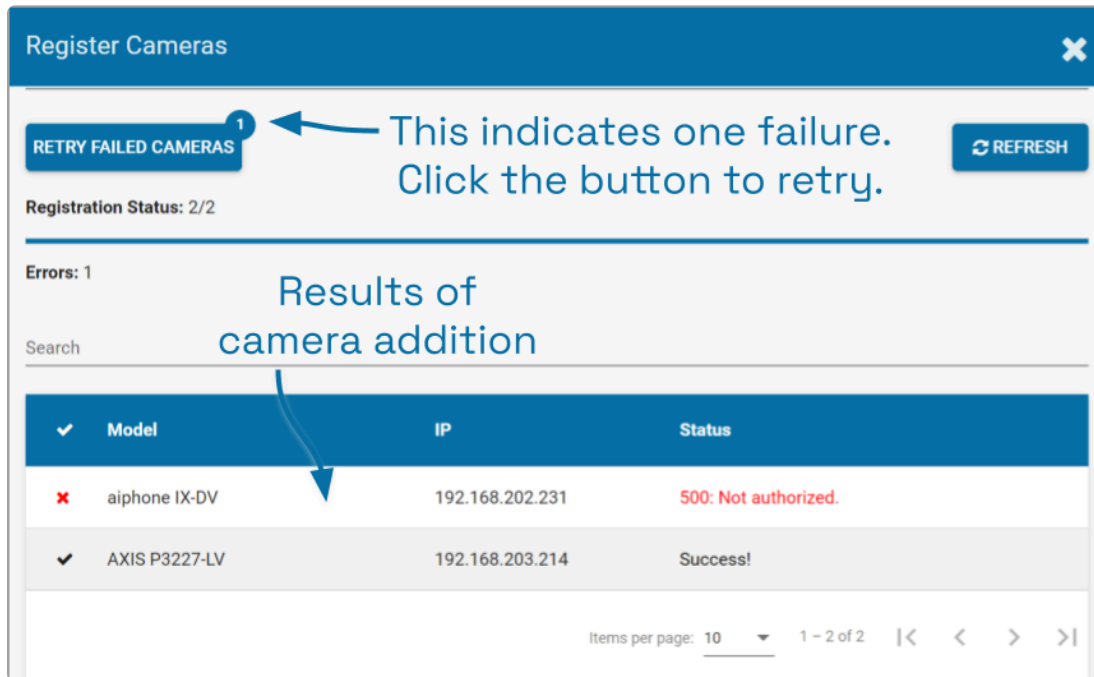 Register Cameras
1
RETRY FAILED CAMERAS
This indicates one failure.
Click the button to retry.
REFRESH
Registration Status: 2/2
Errors: 1
Results of
camera addition
Search
Model IP Status
aiphone IX-DV 192.168.202.231 500: Not authorized.
AXIS P3227-LV 192.168.203.214 Success!
Items per page: 10 1 – 2 of 2